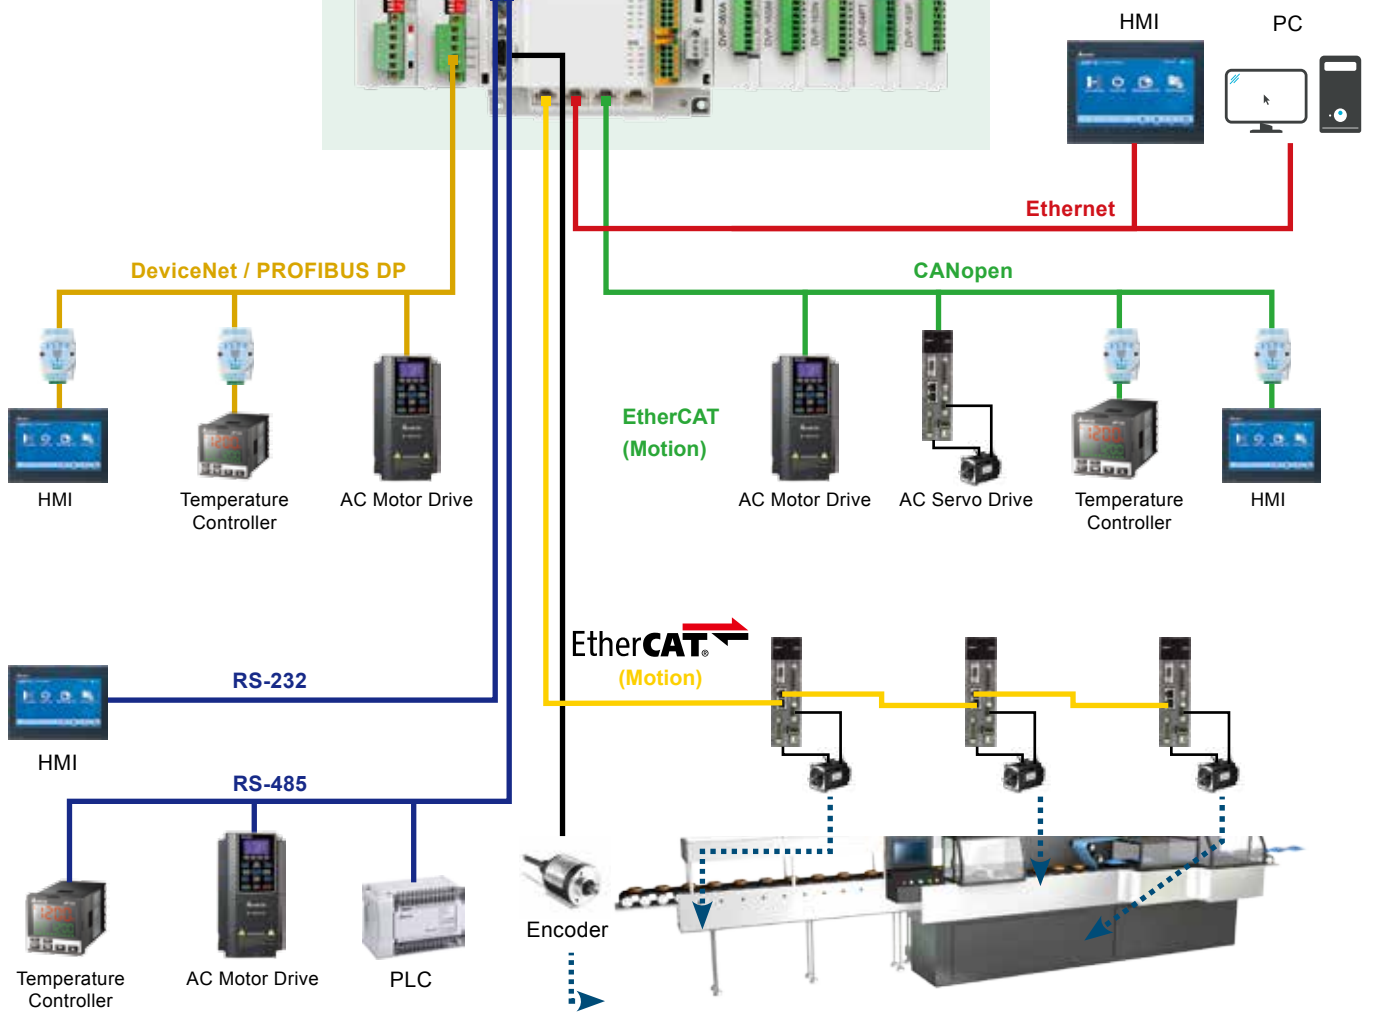 HMI
PC
Ethernet
DeviceNet / PROFIBUS DP
CANopen
EtherCAT
(Motion)
HMI
Temperature
Controller
AC Motor Drive
AC Motor Drive
AC Servo Drive
Temperature
Controller
HMI
EtherCAT®
(Motion)
RS-232
HMI
RS-485
Encoder
Temperature
Controller
AC Motor Drive
PLC